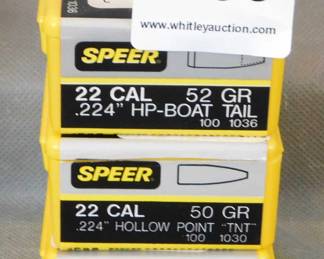 www.whitleyauction.com
SPEER
22 CAL 52 GR
.224" HP-BOAT TAIL
100 1036
SPEER
22 CAL 50 GR
.224" HOLLOW POINT "TNT"
100 1030